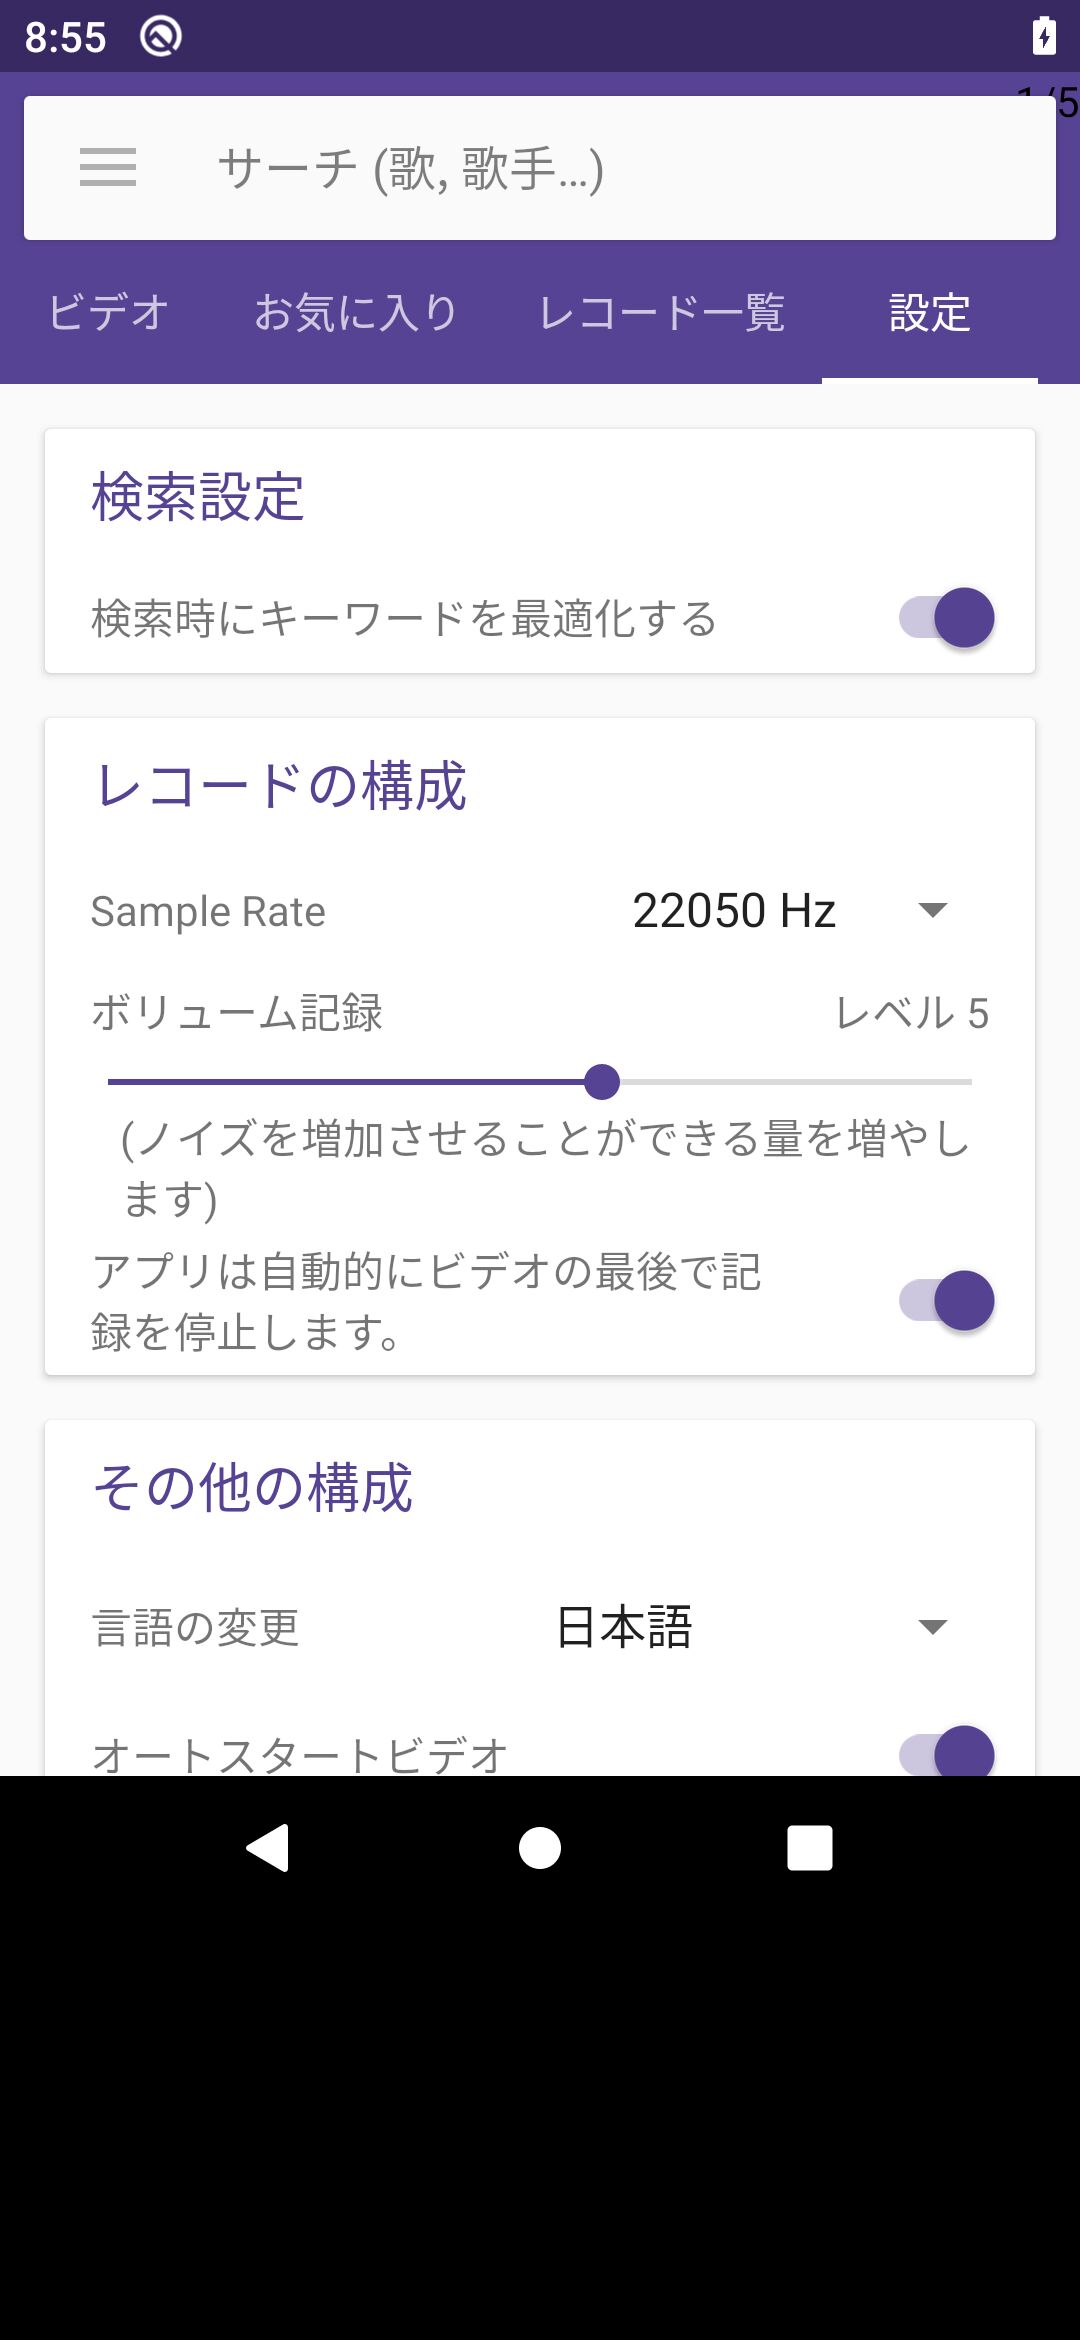 8:55
1/5
サーチ (歌, 歌手...)
ビデオ お気に入り レコード一覧 設定
検索設定
検索時にキーワードを最適化する
レコードの構成
Sample Rate 22050 Hz
ボリューム記録 レベル 5
(ノイズを増加させることができる量を増やし
ます)
アプリは自動的にビデオの最後で記
録を停止します。
その他の構成
言語の変更 日本語
オートスタートビデオ